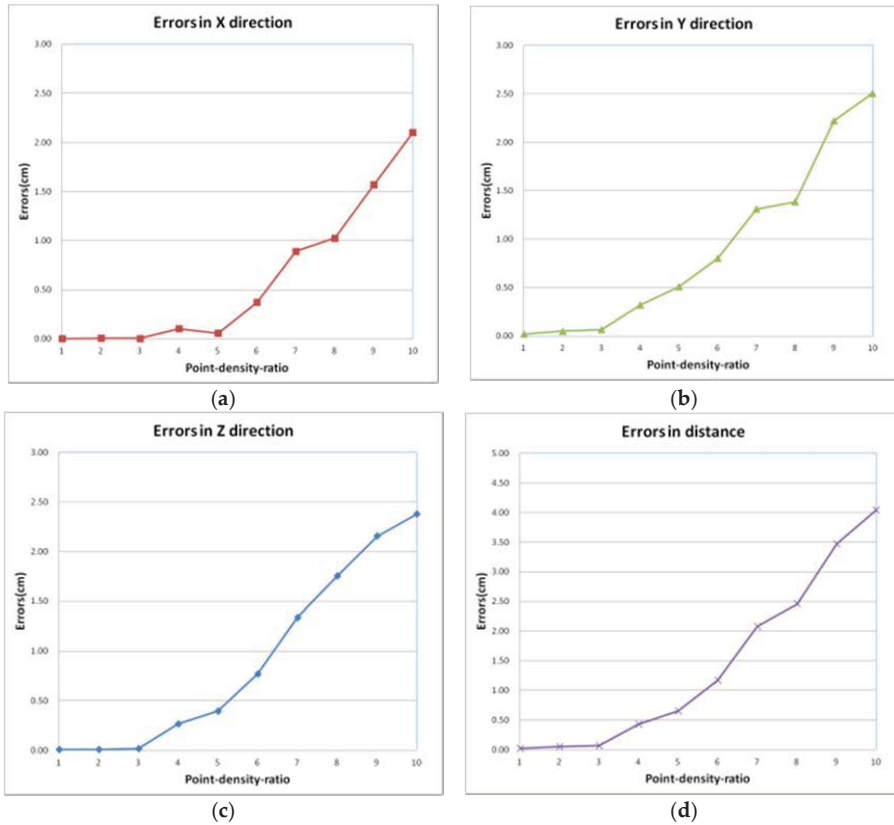 Errors in X direction
3.00
2.50
2.00
1.50
1.00
0.50
0.00
Errors(cm)
1 2 3 4 5 6 7 8 9 10
Point-density-ratio
(a)
Errors in Y direction
3.00
2.50
2.00
1.50
1.00
0.50
0.00
Errors(cm)
1 2 3 4 5 6 7 8 9 10
Point-density-ratio
(b)
Errors in Z direction
3.00
2.50
2.00
1.50
1.00
0.50
0.00
Errors(cm)
1 2 3 4 5 6 7 8 9 10
Point-density-ratio
(c)
Errors in distance
5.00
4.50
4.00
3.50
3.00
2.50
2.00
1.50
1.00
0.50
0.00
Errors(cm)
1 2 3 4 5 6 7 8 9 10
Point-density-ratio
(d)